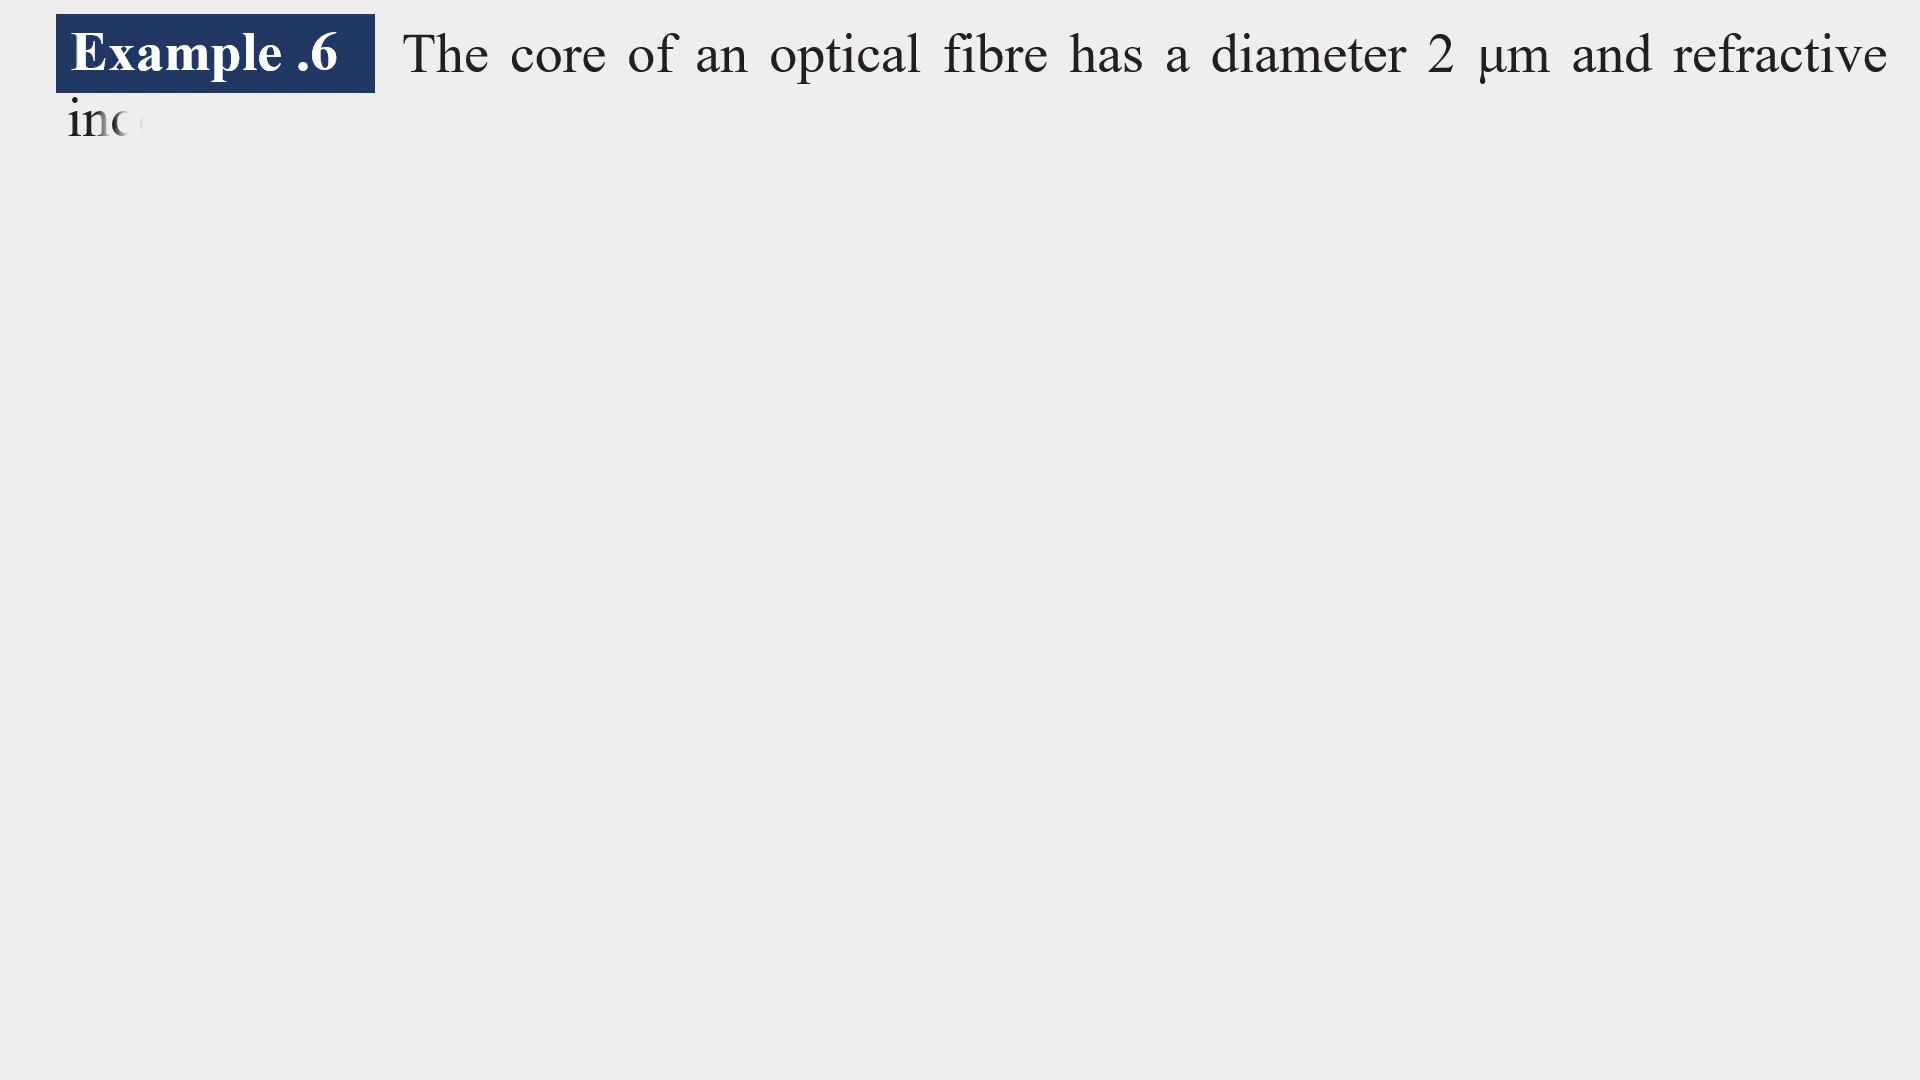 Example .6 The core of an optical fibre has a diameter 2 μm and refractive